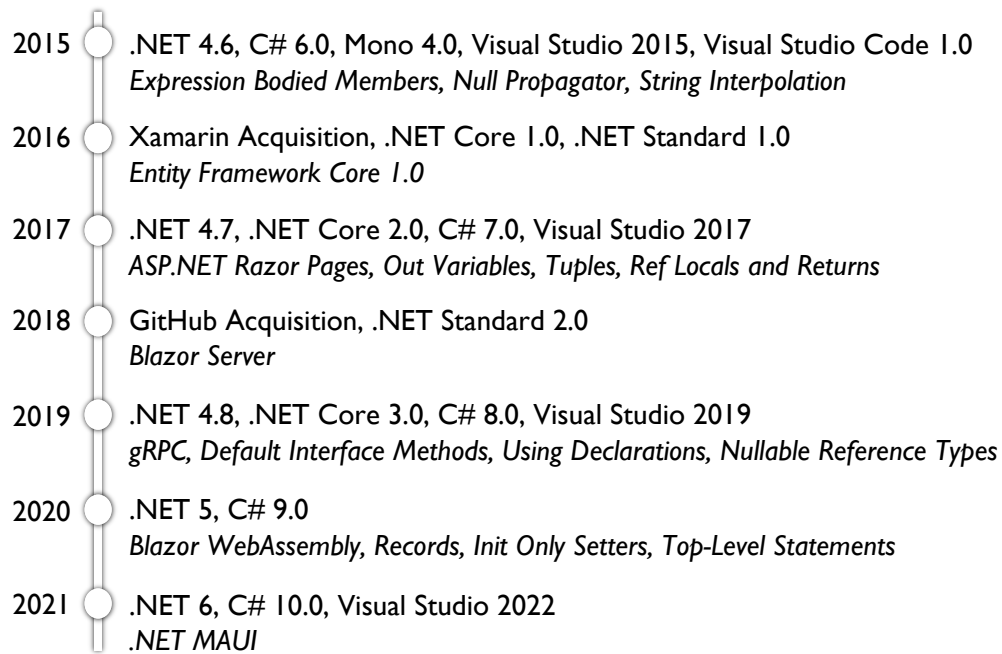 2015 .NET 4.6, C# 6.0, Mono 4.0, Visual Studio 2015, Visual Studio Code 1.0
Expression Bodied Members, Null Propagator, String Interpolation
2016 Xamarin Acquisition, .NET Core 1.0, .NET Standard 1.0
Entity Framework Core 1.0
2017 .NET 4.7, .NET Core 2.0, C# 7.0, Visual Studio 2017
ASP.NET Razor Pages, Out Variables, Tuples, Ref Locals and Returns
2018 GitHub Acquisition, .NET Standard 2.0
Blazor Server
2019 .NET 4.8, .NET Core 3.0, C# 8.0, Visual Studio 2019
gRPC, Default Interface Methods, Using Declarations, Nullable Reference Types
2020 .NET 5, C# 9.0
Blazor WebAssembly, Records, Init Only Setters, Top-Level Statements
2021 .NET 6, C# 10.0, Visual Studio 2022
.NET MAUI